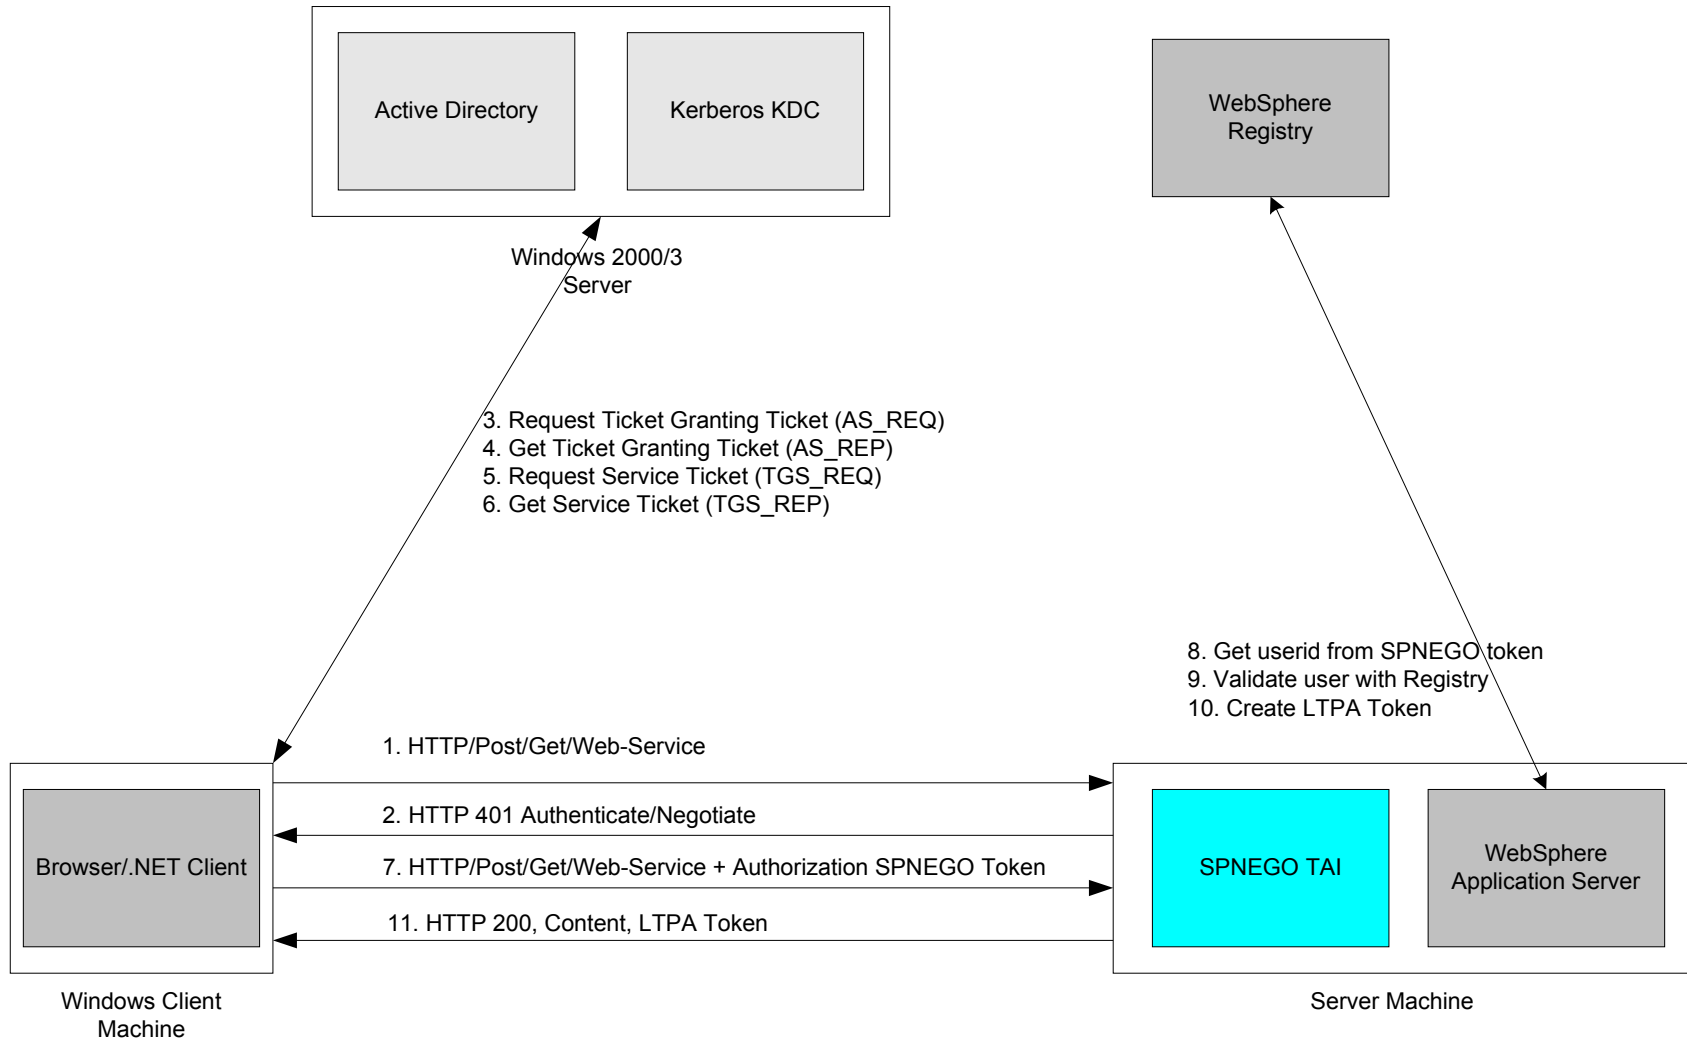 Active Directory
Kerberos KDC
WebSphere
Registry
Windows 2000/3
Server
3. Request Ticket Granting Ticket (AS_REQ)
4. Get Ticket Granting Ticket (AS_REP)
5. Request Service Ticket (TGS_REQ)
6. Get Service Ticket (TGS_REP)
8. Get userid from SPNEGO token
9. Validate user with Registry
10. Create LTPA Token
1. HTTP/Post/Get/Web-Service
2. HTTP 401 Authenticate/Negotiate
Browser/.NET Client
7. HTTP/Post/Get/Web-Service + Authorization SPNEGO Token
SPNEGO TAI
WebSphere
Application Server
11. HTTP 200, Content, LTPA Token
Windows Client
Machine
Server Machine